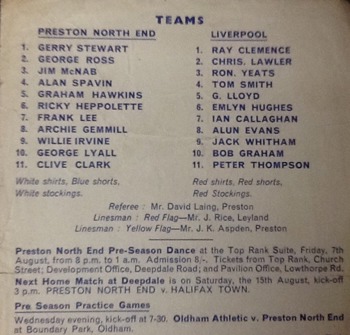 TEAMS
PRESTON NORTH END LIVERPOOL
1. GERRY STEWART 1. RAY CLEMENCE
2. GEORGE ROSS 2. CHRIS. LAWLER
3. JIM McNAB 3. RON. YEATS
4. ALAN SPAVIN 4. TOM SMITH
5. GRAHAM HAWKINS 5. G. LLOYD
6. RICKY HEPPOLETTE 6. EMLYN HUGHES
7. FRANK LEE 7. IAN CALLAGHAN
8. ARCHIE GEMMILL 8. ALUN EVANS
9. WILLIE IRVINE 9. JACK WHITHAM
10. GEORGE LYALL 10. BOB GRAHAM
11. CLIVE CLARK 11. PETER THOMPSON
White shirts, Blue shorts, Red shirts, Red shorts,
White stockings. Red Stockings.
Referee : Mr. David Laing, Preston
Linesman : Red Flag—Mr. J. Rice, Leyland
Linesman : Yellow Flag—Mr. J. K. Aspden, Preston
Preston North End Pre-Season Dance at the Top Rank Suite, Friday, 7th
August, from 8 p.m. to 1 a.m. Admission 8/-. Tickets from Top Rank, Church
Street; Development Office, Deepdale Road; and Pavilion Office, Lowthorpe Rd.
Next Home Match at Deepdale is on Saturday, the 15th August, kick-off
3 p.m. PRESTON NORTH END v. HALIFAX TOWN.
Pre Season Practice Games
Wednesday evening, kick-off at 7-30. Oldham Athletic v. Preston North End
at Boundary Park, Oldham.